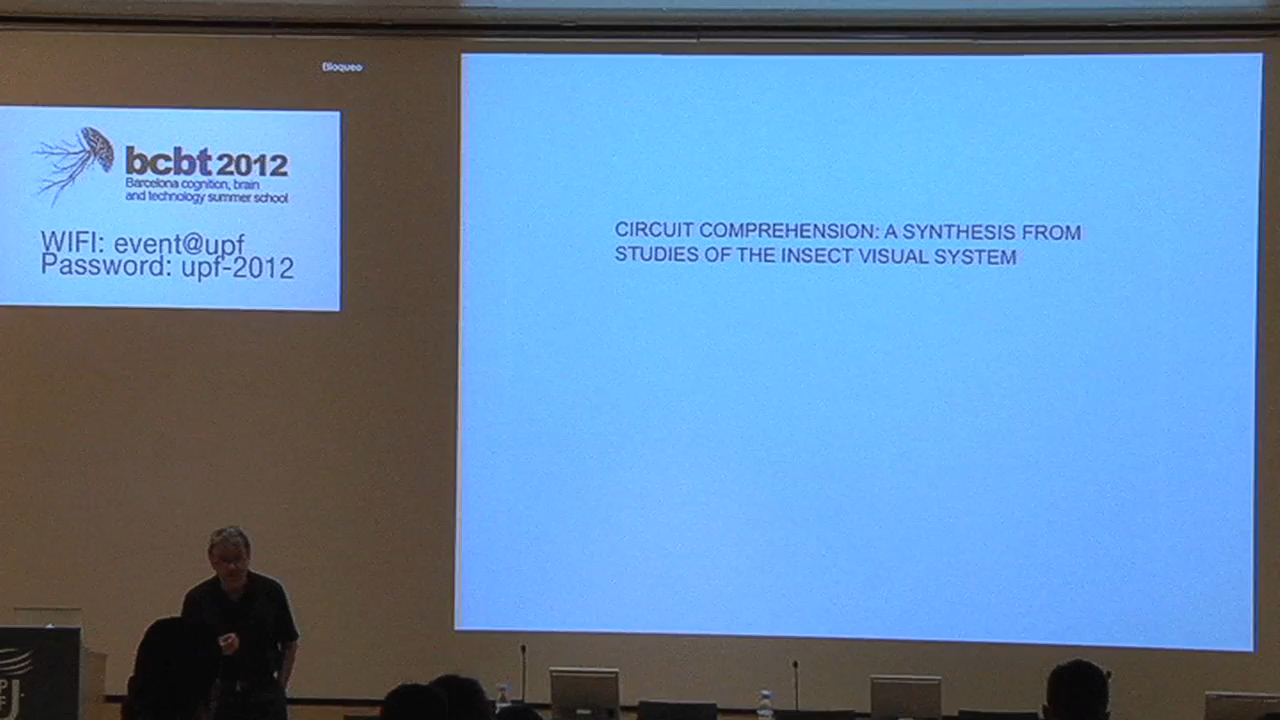 Bloqueo
bcbt 2012
Barcelona cognition, brain
and technology summer school
WIFI: event@upf
Password: upf-2012
CIRCUIT COMPREHENSION: A SYNTHESIS FROM
STUDIES OF THE INSECT VISUAL SYSTEM